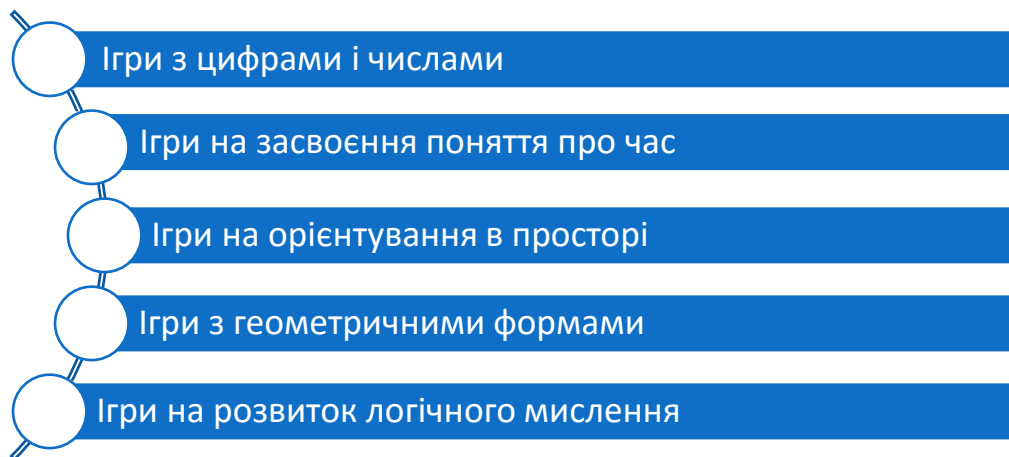 Ігри з цифрами і числами
Ігри на засвоєння поняття про час
Ігри на орієнтування в просторі
Ігри з геометричними формами
Ігри на розвиток логічного мислення